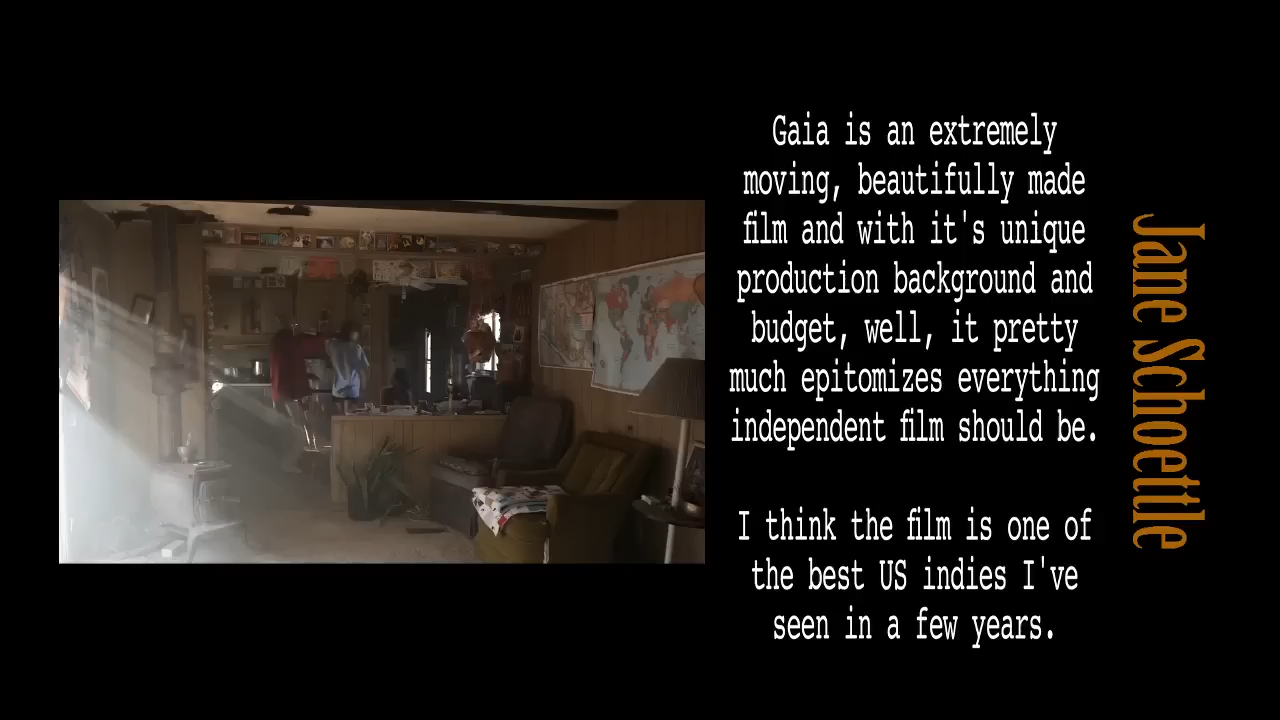 Gaia is an extremely
moving, beautifully made
film and with it's unique
production background and
budget, well, it pretty
much epitomizes everything
independent film should be.
I think the film is one of
the best US indies I've
seen in a few years.
Jane Schoettle